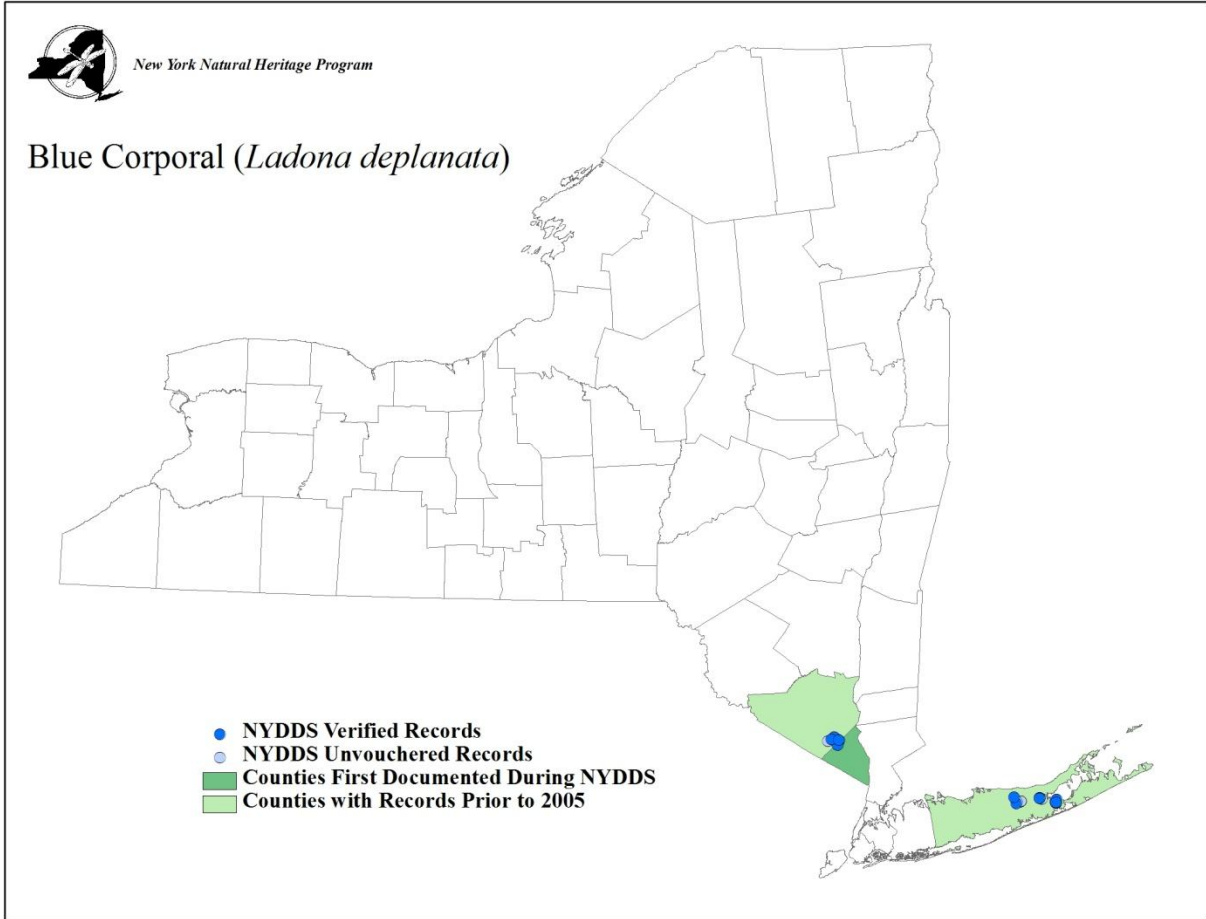 New York Natural Heritage Program
Blue Corporal (Ladona deplanata)
NYDDS Verified Records
NYDDS Unvouchered Records
Counties First Documented During NYDDS
Counties with Records Prior to 2005